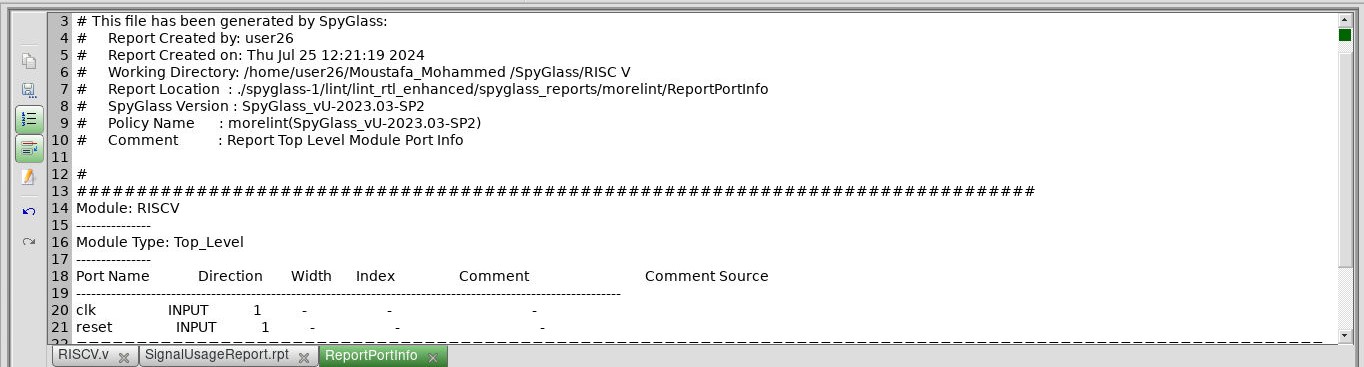 3 # This file has been generated by SpyGlass:
4 #     Report Created by: user26
5 #     Report Created on: Thu Jul 25 12:21:19 2024
6 #     Working Directory: /home/user26/Moustafa_Mohammed /SpyGlass/RISC V
7 #     Report Location  : ./spyglass-1/lint/lint_rtl_enhanced/spyglass_reports/morelint/ReportPortInfo
8 #     SpyGlass Version : SpyGlass_vU-2023.03-SP2
9 #     Policy Name      : morelint(SpyGlass_vU-2023.03-SP2)
10 #     Comment          : Report Top Level Module Port Info
11
12 #
13 ################################################################################
14 Module: RISCV
15 ---------------
16 Module Type: Top_Level
17 ---------------
18 Port Name          Direction      Width     Index            Comment                      Comment Source
19 -------------------------------------------------------------------------------------------------------------
20 clk                INPUT         1        -                -                            -
21 reset              INPUT         1        -                -                            -
22 ================================================================================
RISCV.v SignalUsageReport.rpt ReportPortInfo